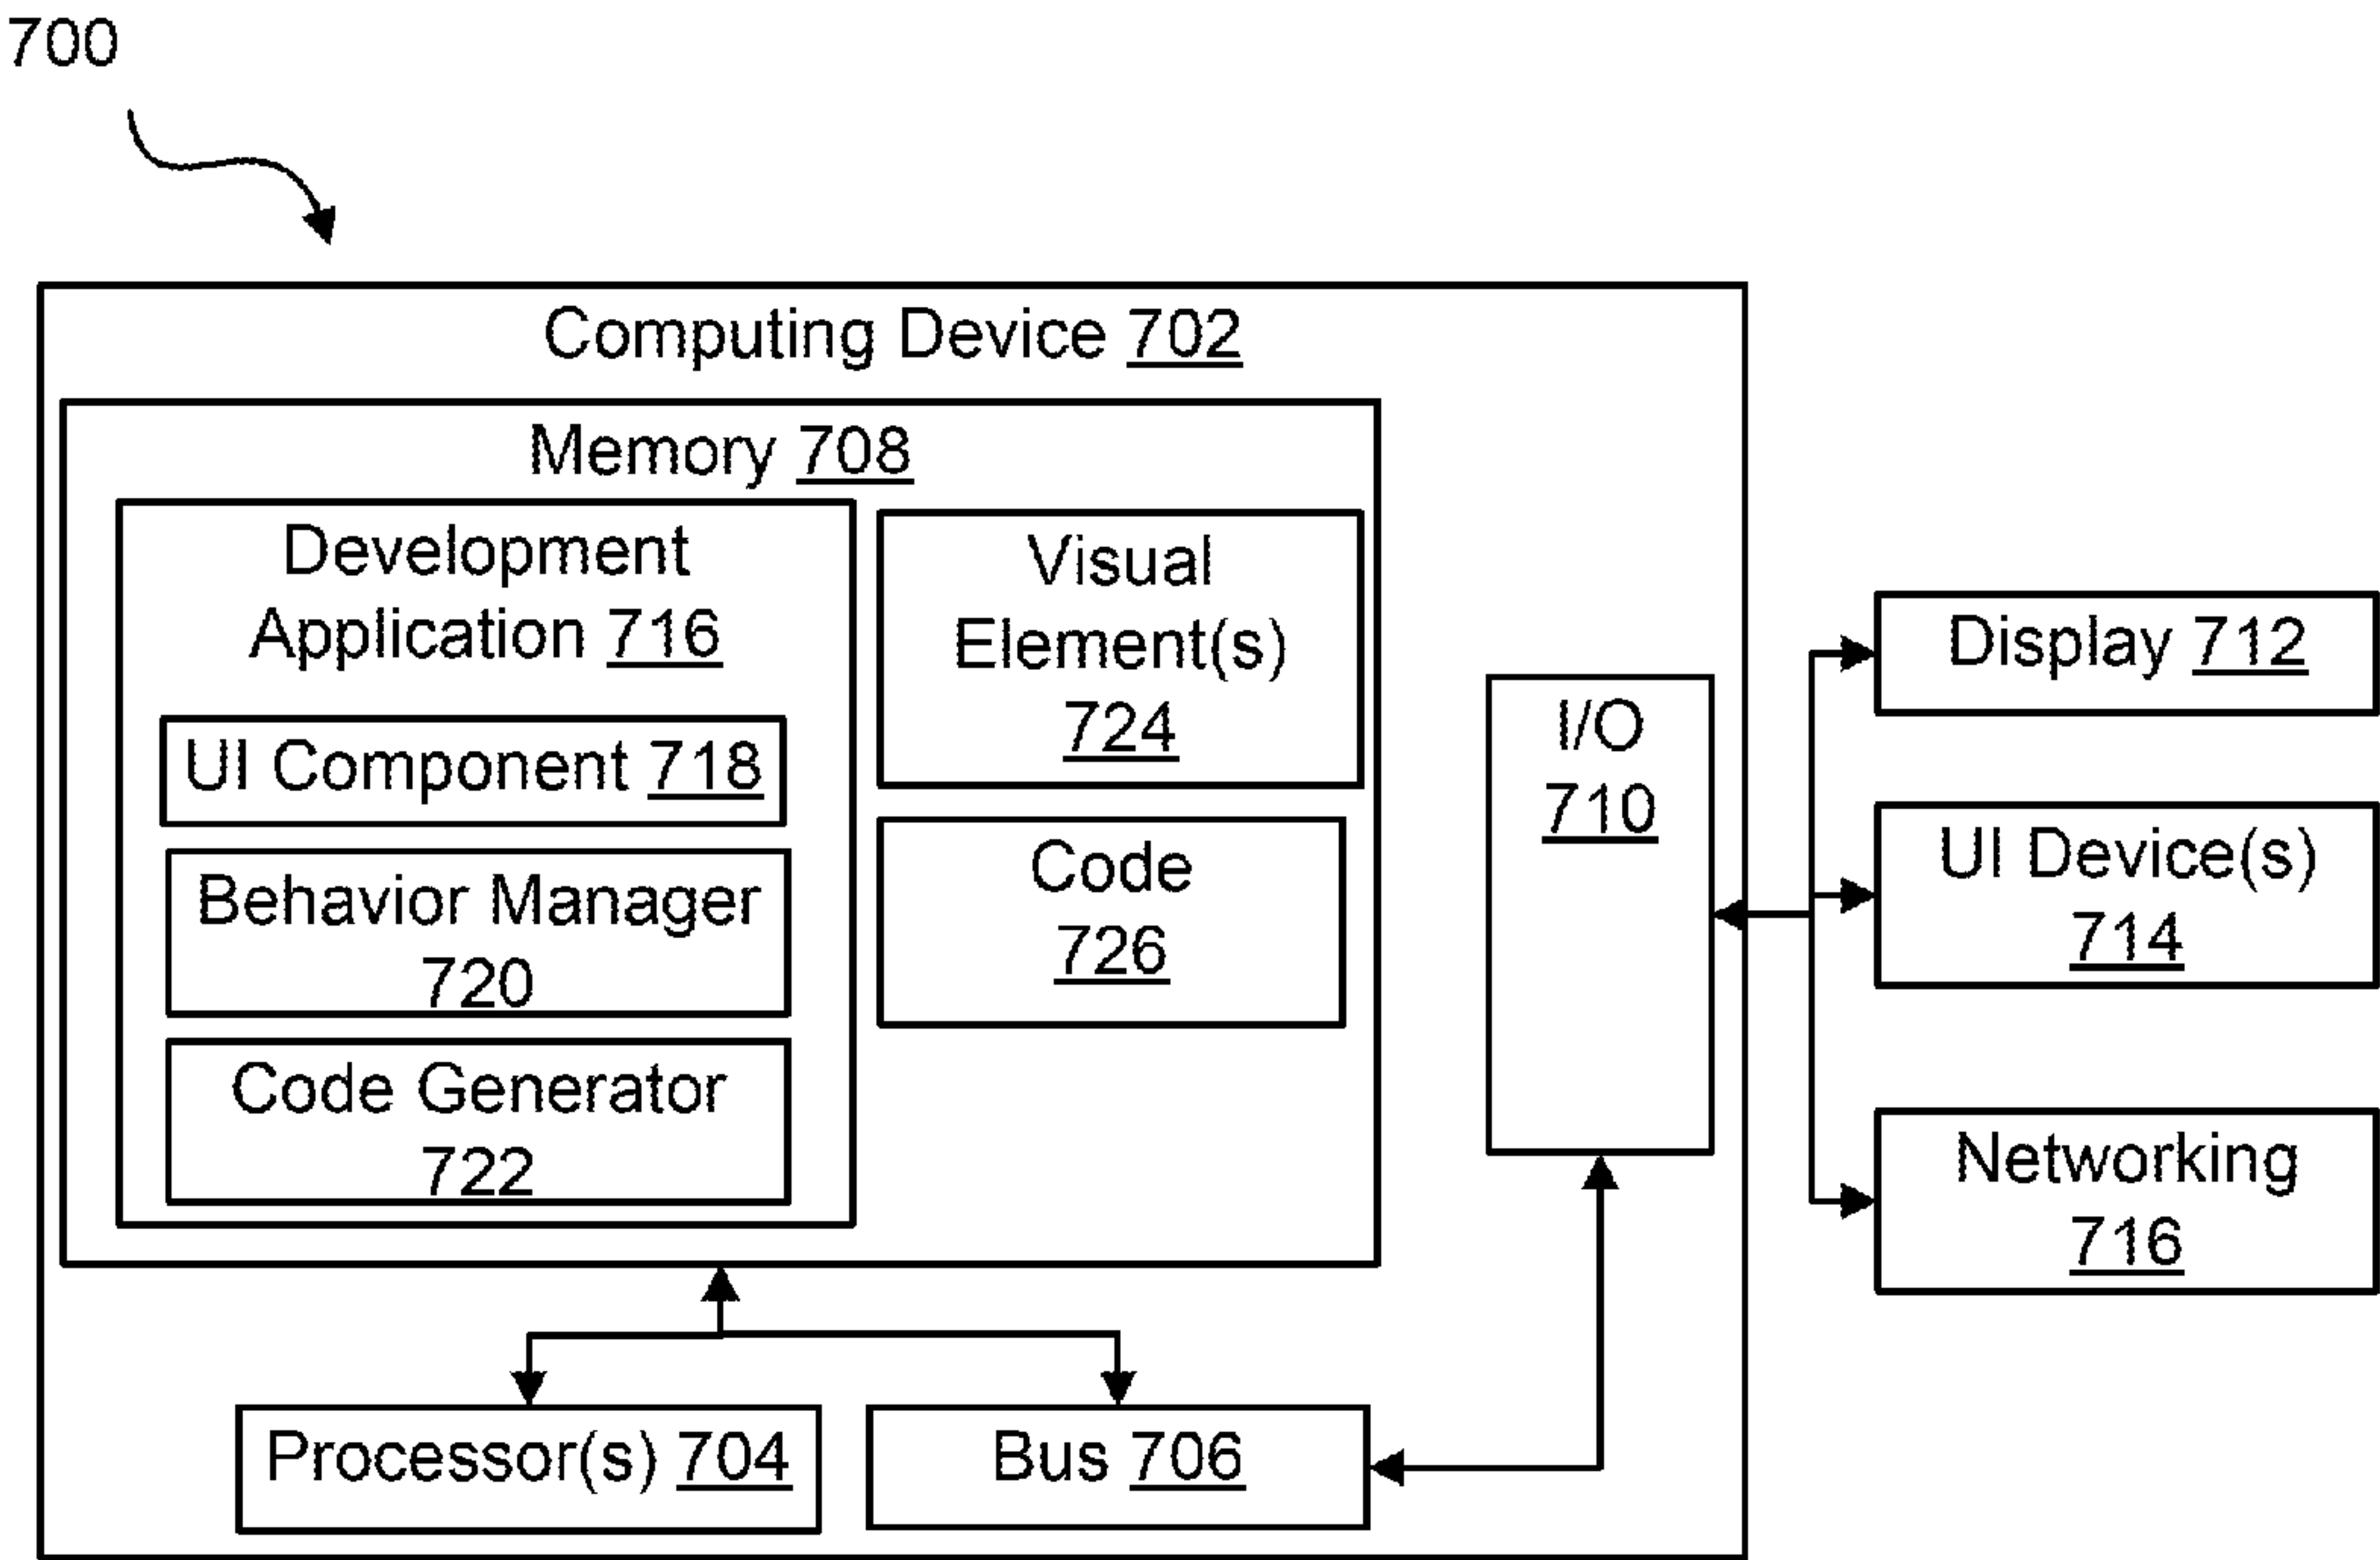 700
Computing Device 702
Memory 708
Development
Application 716
UI Component 718
Behavior Manager
720
Code Generator
722
Visual
Element(s)
724
Code
726
I/O
710
Display 712
UI Device(s)
714
Networking
716
Processor(s) 704
Bus 706